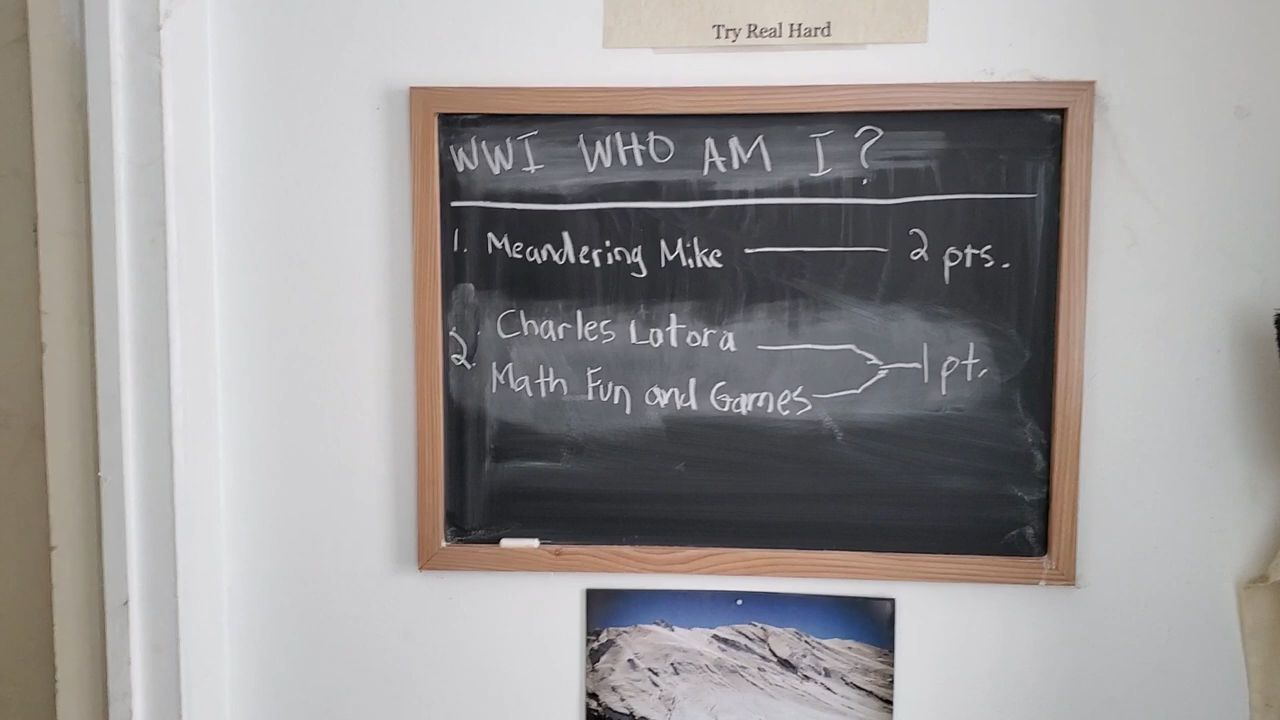 Try Real Hard
WWI WHO AM I?
1. Meandering Mike 2 pts.
2. Charles Lotora
Math Fun and Games 1 pt.